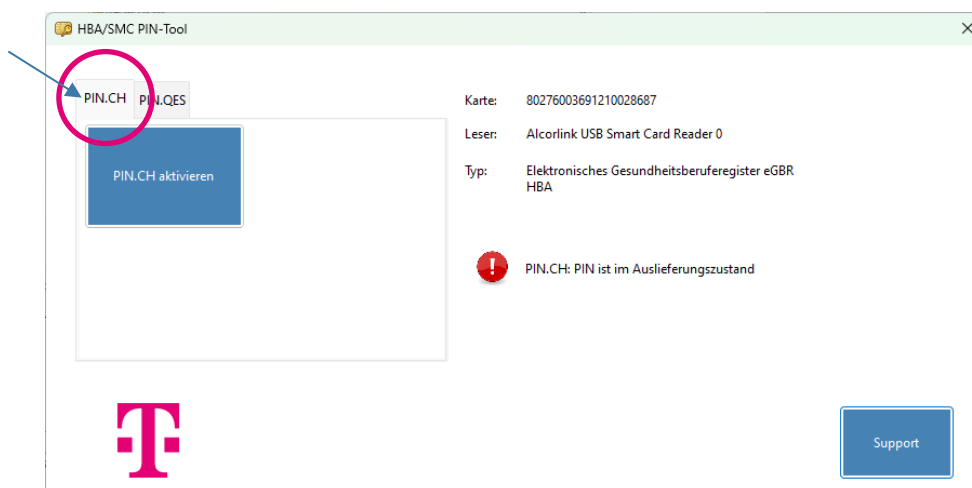 HBA/SMC PIN-Tool
PIN.CH PIN.QES
PIN.CH aktivieren
Karte: 80276003691210028687
Leser: Alcorlink USB Smart Card Reader 0
Typ: Elektronisches Gesundheitsberuferegister eGBR
HBA
PIN.CH: PIN ist im Auslieferungszustand
T
Support